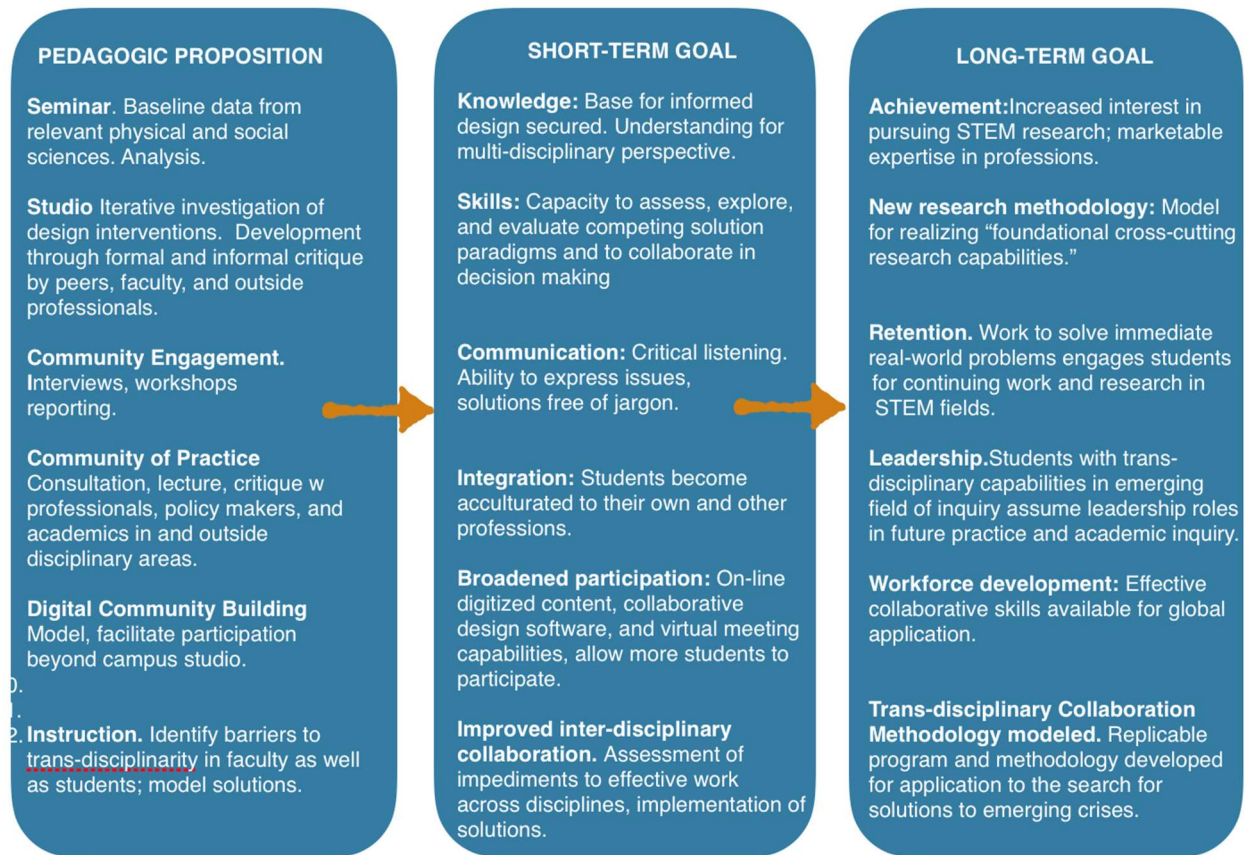 PEDAGOGIC PROPOSITION
Seminar. Baseline data from
relevant physical and social
sciences. Analysis.
Studio Iterative investigation of
design interventions. Development
through formal and informal critique
by peers, faculty, and outside
professionals.
Community Engagement.
Interviews, workshops
reporting.
Community of Practice
Consultation, lecture, critique w
professionals, policy makers, and
academics in and outside
disciplinary areas.
Digital Community Building
Model, facilitate participation
beyond campus studio.
0.
1.
2. Instruction. Identify barriers to
trans-disciplinarity in faculty as well
as students; model solutions.
SHORT-TERM GOAL
Knowledge: Base for informed
design secured. Understanding for
multi-disciplinary perspective.
Skills: Capacity to assess, explore,
and evaluate competing solution
paradigms and to collaborate in
decision making
Communication: Critical listening.
Ability to express issues,
solutions free of jargon.
Integration: Students become
acculturated to their own and other
professions.
Broadened participation: On-line
digitized content, collaborative
design software, and virtual meeting
capabilities, allow more students to
participate.
Improved inter-disciplinary
collaboration. Assessment of
impediments to effective work
across disciplines, implementation of
solutions.
LONG-TERM GOAL
Achievement:Increased interest in
pursuing STEM research; marketable
expertise in professions.
New research methodology: Model
for realizing “foundational cross-cutting
research capabilities.”
Retention. Work to solve immediate
real-world problems engages students
for continuing work and research in
STEM fields.
Leadership.Students with trans-
disciplinary capabilities in emerging
field of inquiry assume leadership roles
in future practice and academic inquiry.
Workforce development: Effective
collaborative skills available for global
application.
Trans-disciplinary Collaboration
Methodology modeled. Replicable
program and methodology developed
for application to the search for
solutions to emerging crises.